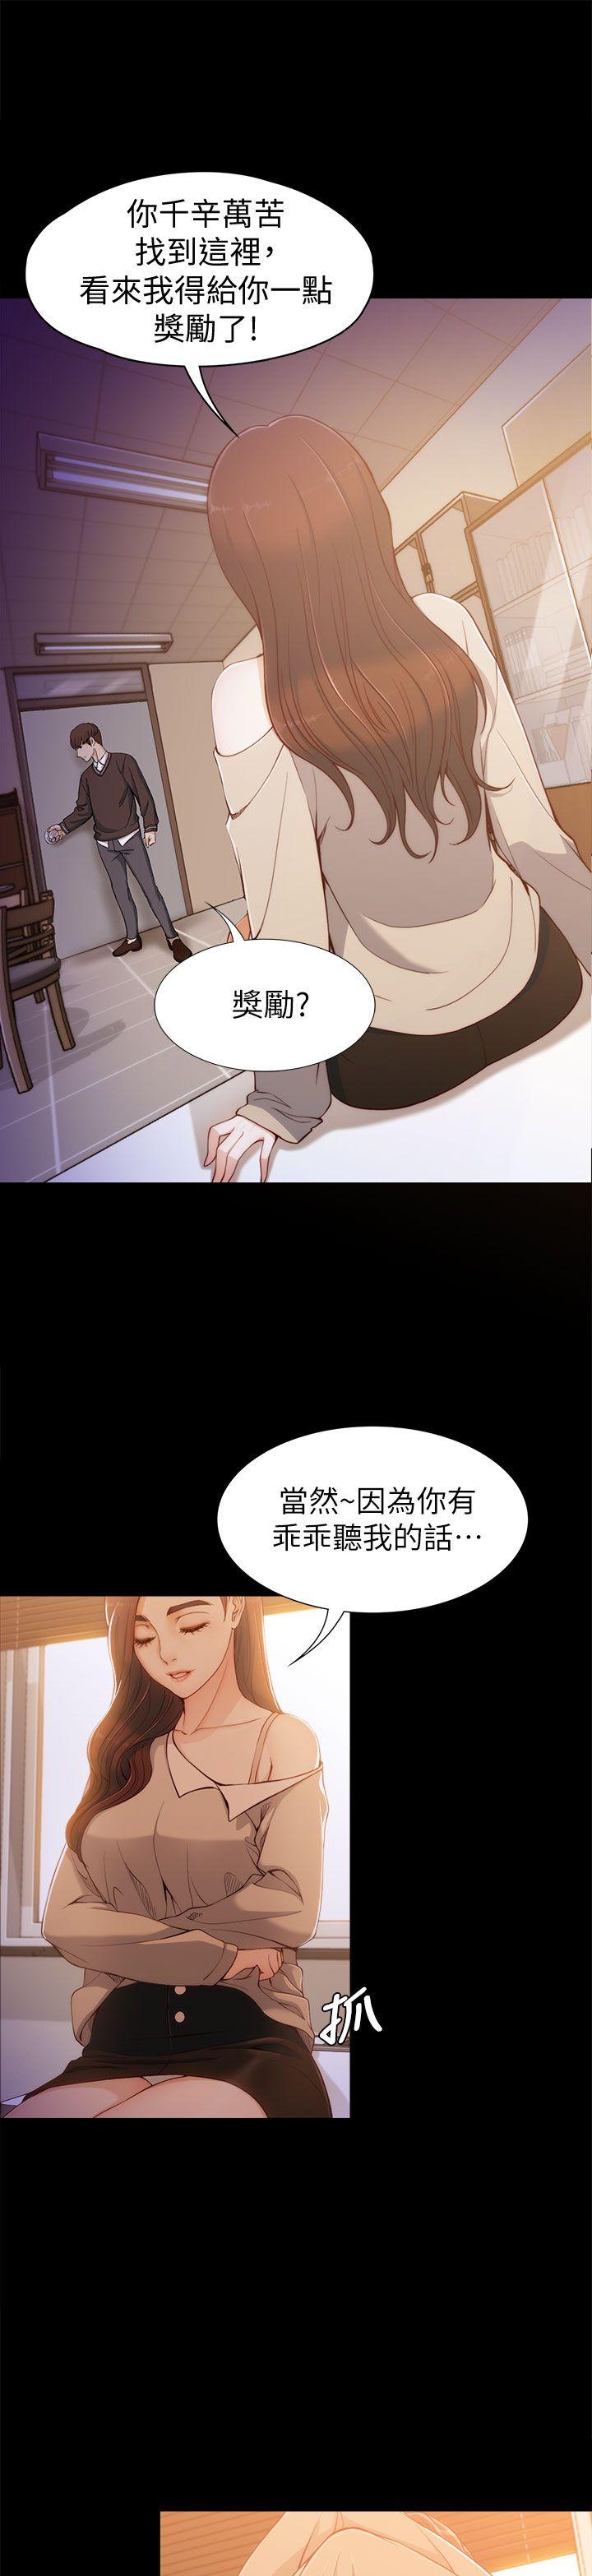 你千辛萬苦
找到這裡，
看來我得給你一點
獎勵了！
獎勵？
當然~因為你有
乖乖聽我的話…
抓